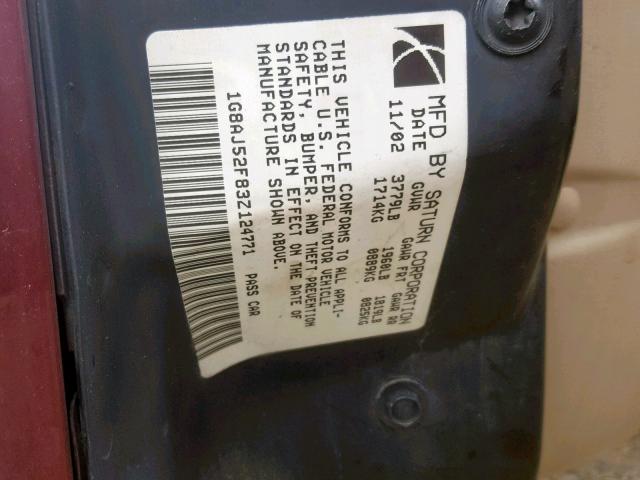 MFD BY SATURN CORPORATION
DATE GVWR GAWR FRT GAWR RR
11/02 3779LB 1960LB 1819LB
1714KG 0889KG 0825KG
THIS VEHICLE CONFORMS TO ALL APPLI-
CABLE U.S. FEDERAL MOTOR VEHICLE
SAFETY, BUMPER, AND THEFT PREVENTION
STANDARDS IN EFFECT ON THE DATE OF
MANUFACTURE SHOWN ABOVE.
1G8AJ52F83Z124771 PASS CAR